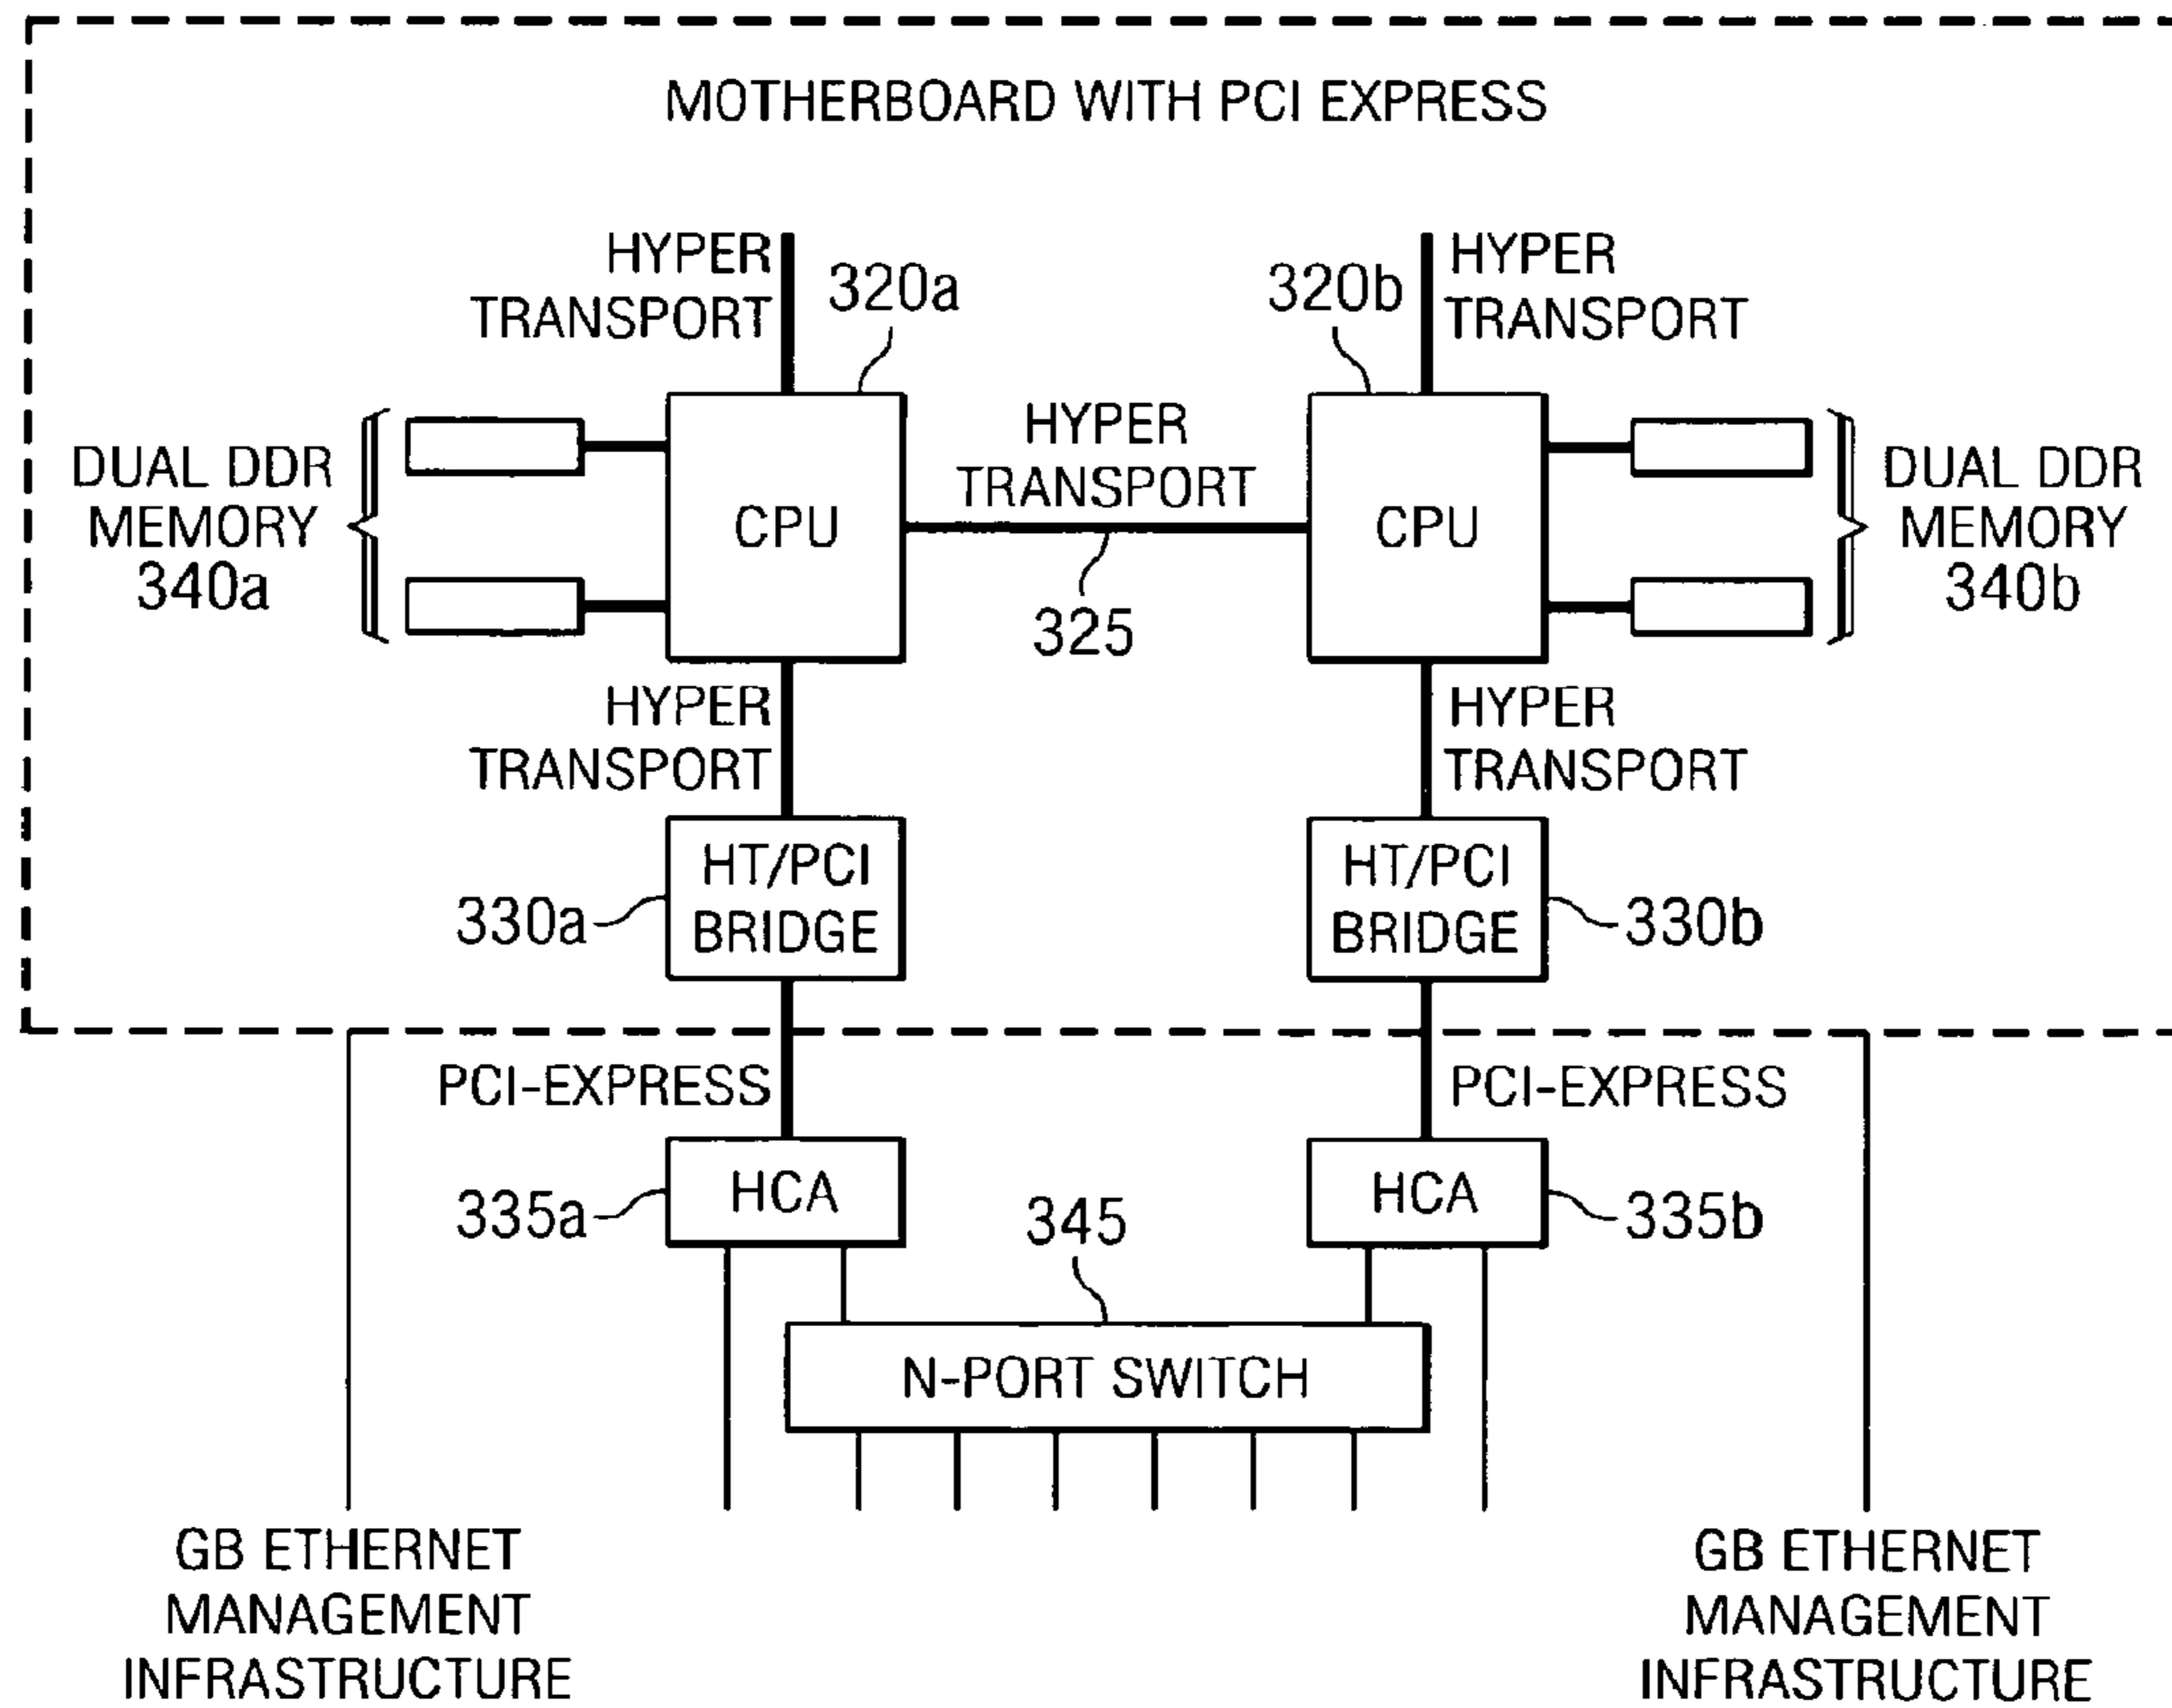 MOTHERBOARD WITH PCI EXPRESS
HYPER
TRANSPORT
320a
320b
HYPER
TRANSPORT
DUAL DDR
MEMORY
340a
CPU
HYPER
TRANSPORT
325
CPU
DUAL DDR
MEMORY
340b
HYPER
TRANSPORT
HYPER
TRANSPORT
330a
HT/PCI
BRIDGE
HT/PCI
BRIDGE
330b
PCI-EXPRESS
PCI-EXPRESS
335a
HCA
345
HCA
335b
N-PORT SWITCH
GB ETHERNET
MANAGEMENT
INFRASTRUCTURE
GB ETHERNET
MANAGEMENT
INFRASTRUCTURE